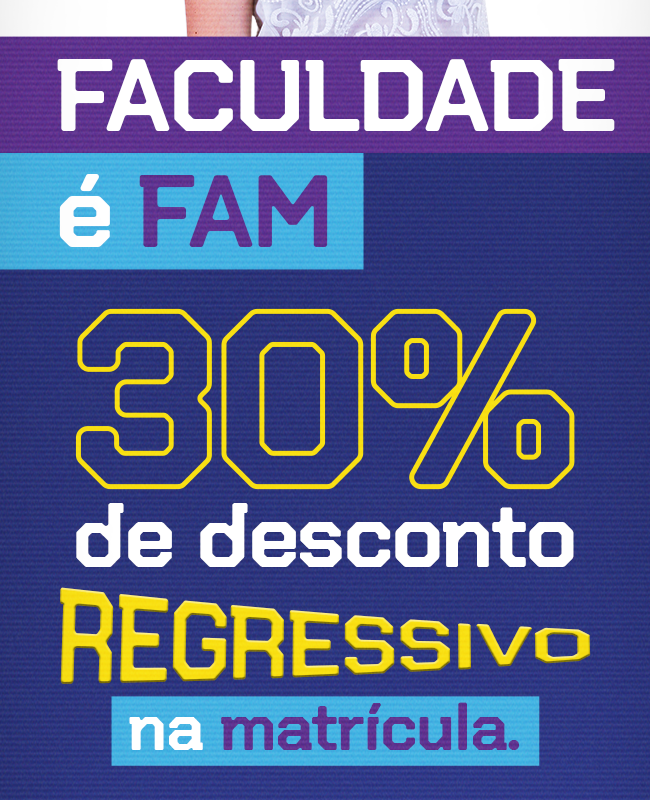 FACULDADE
é FAM
30%
de desconto
REGRESSIVO
na matrícula.